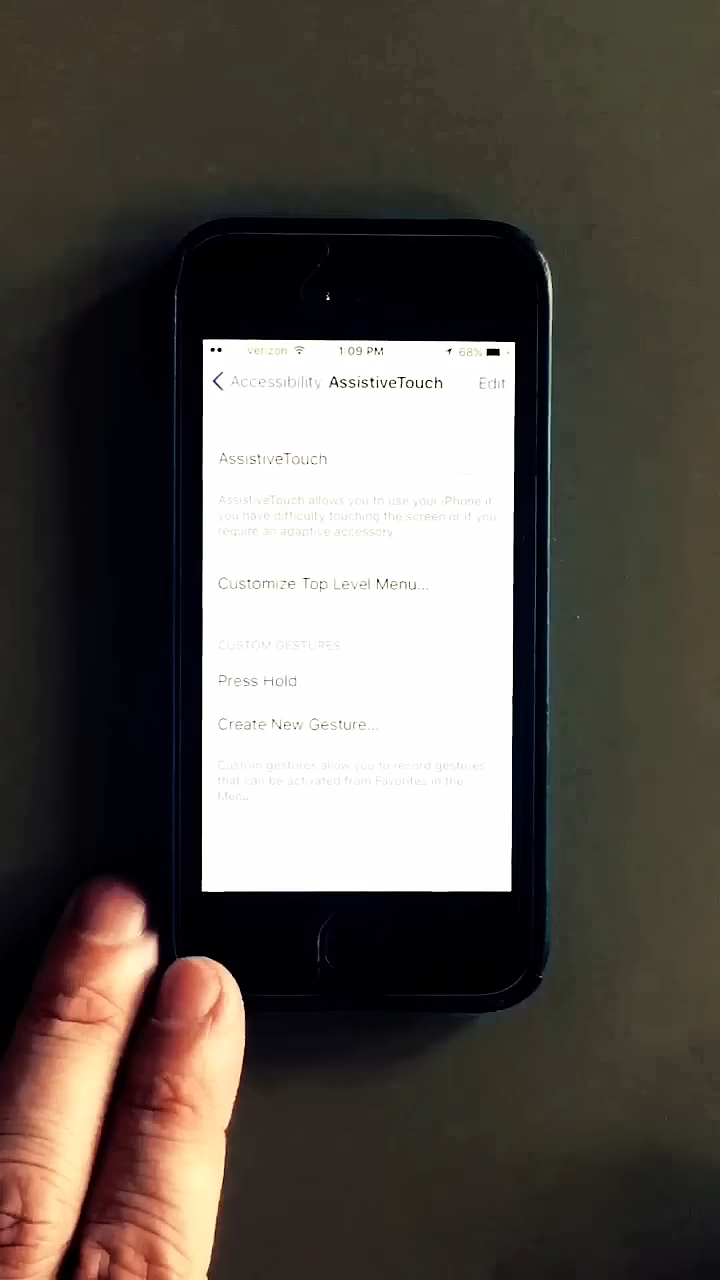 Verizon 1:09 PM 68%
Accessibility AssistiveTouch Edit
AssistiveTouch
AssistiveTouch allows you to use your iPhone if
you have difficulty touching the screen or if you
require an adaptive accessory.
Customize Top Level Menu...
CUSTOM GESTURES
Press Hold
Create New Gesture...
Custom gestures allow you to record gestures
that can be activated from Favorites in the
Menu.